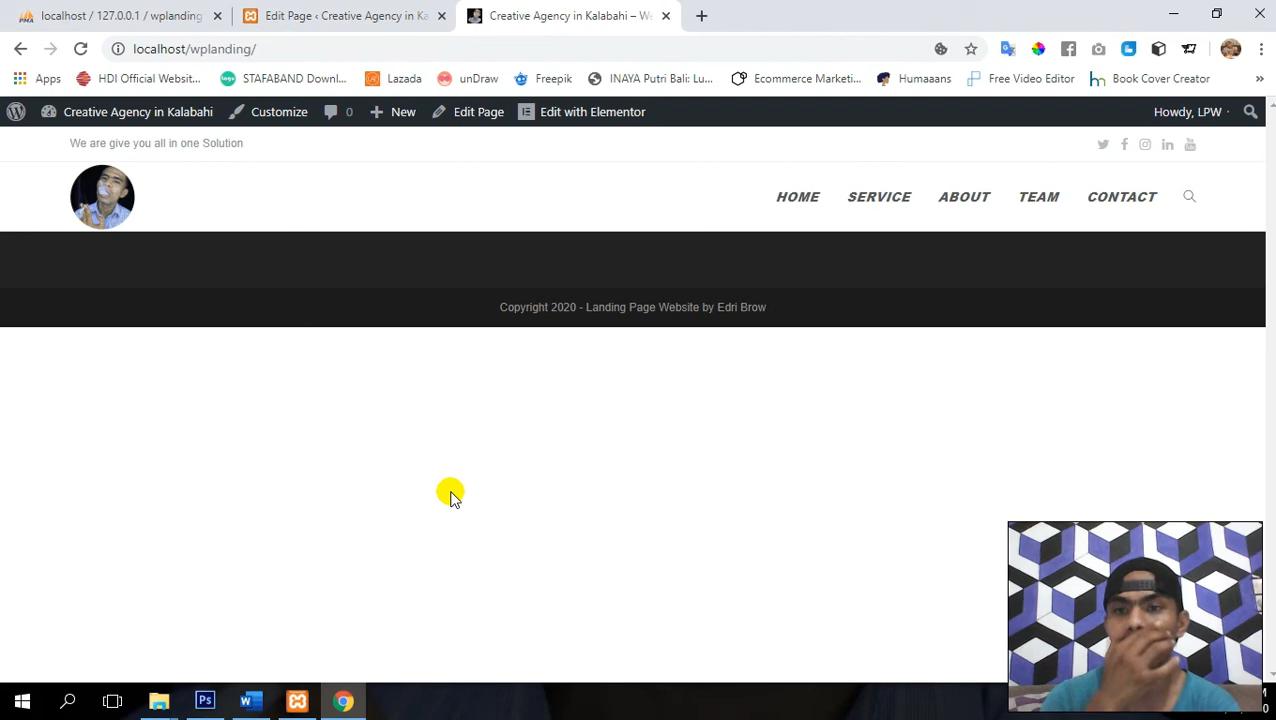 localhost / 127.0.0.1 / wplanding
Edit Page ‹ Creative Agency in Ka
Creative Agency in Kalabahi – We
localhost/wplanding/
Apps
HDI Official Websit...
STAFABAND Downl...
Lazada
unDraw
Freepik
INAYA Putri Bali: Lu...
Ecommerce Marketi...
Humaaans
Free Video Editor
Book Cover Creator
»
Creative Agency in Kalabahi
Customize
0
New
Edit Page
Edit with Elementor
Howdy, LPW
We are give you all in one Solution
HOME
SERVICE
ABOUT
TEAM
CONTACT
Copyright 2020 - Landing Page Website by Edri Brow